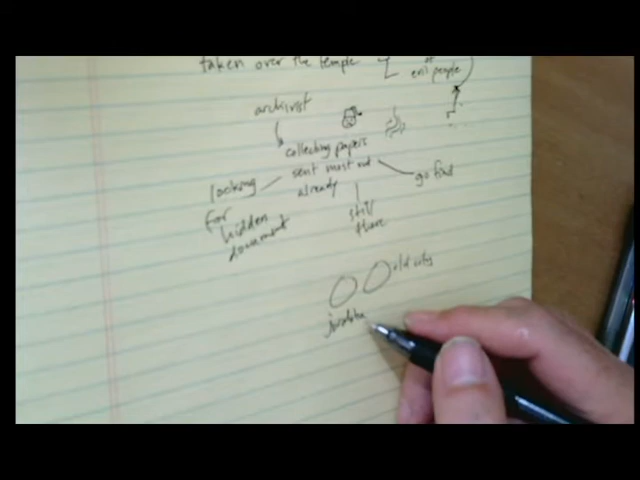 taken over the temple
of
evil people
archivist
collecting papers
sent most out
already
looking
for
hidden
document
go find
still
there
old city